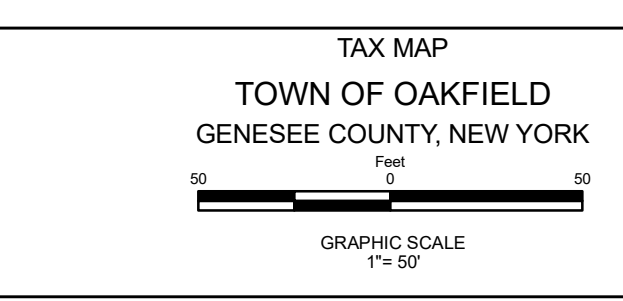 TAX MAP
TOWN OF OAKFIELD
GENESEE COUNTY, NEW YORK
Feet
50 0 50
GRAPHIC SCALE
1"= 50'